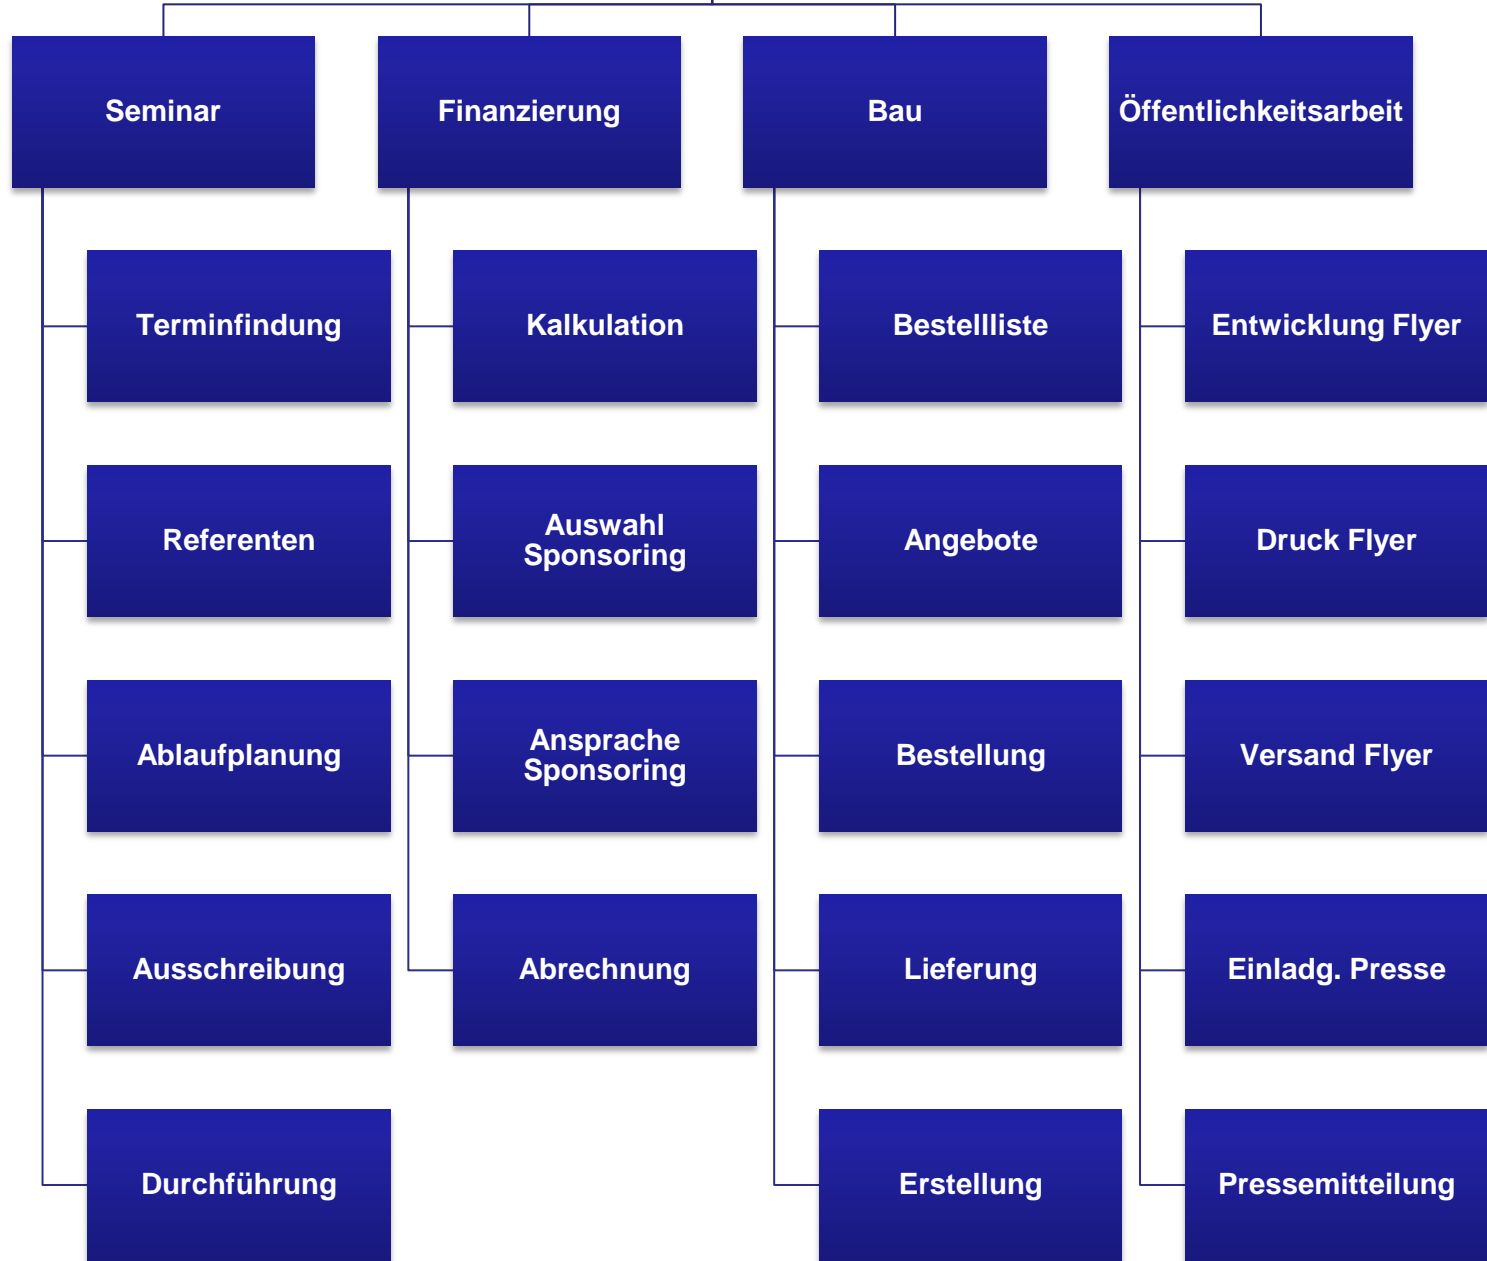 Seminar
Finanzierung
Bau
Öffentlichkeitsarbeit
Terminfindung
Kalkulation
Bestellliste
Entwicklung Flyer
Referenten
Auswahl
Sponsoring
Angebote
Druck Flyer
Ablaufplanung
Ansprache
Sponsoring
Bestellung
Versand Flyer
Ausschreibung
Abrechnung
Lieferung
Einladg. Presse
Durchführung
Erstellung
Pressemitteilung